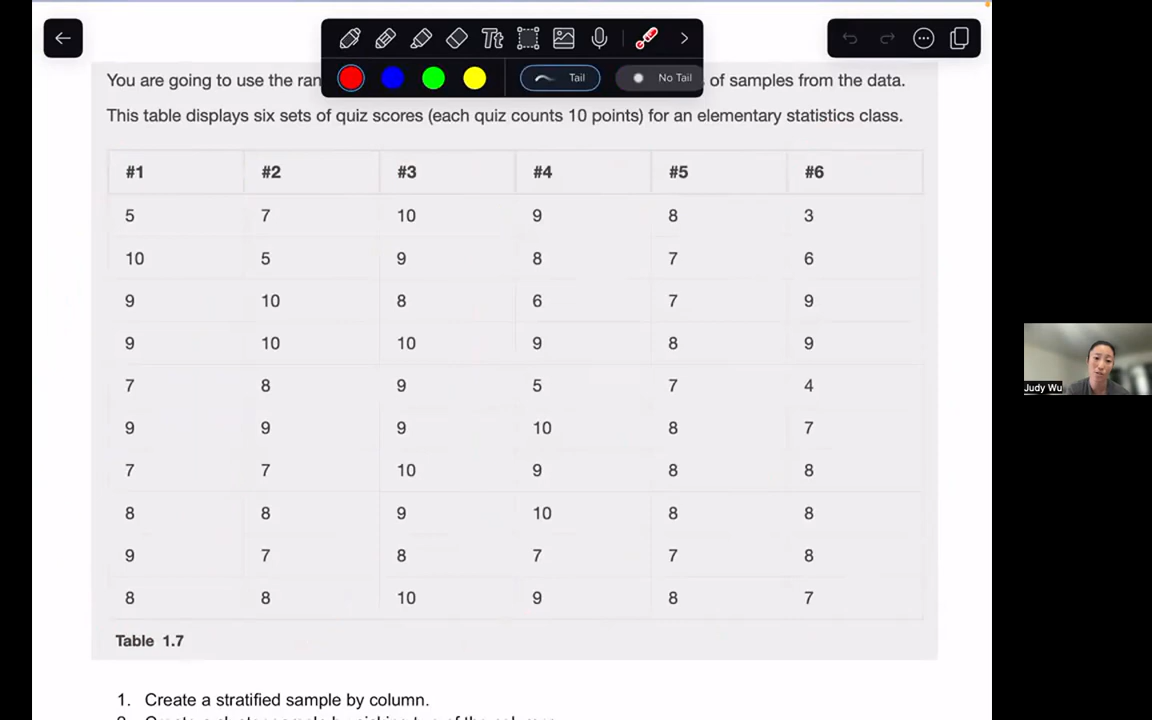 Tt
Tail
No Tail
You are going to use the ran of samples from the data.
This table displays six sets of quiz scores (each quiz counts 10 points) for an elementary statistics class.
#1 #2 #3 #4 #5 #6
5 7 10 9 8 3
10 5 9 8 7 6
9 10 8 6 7 9
9 10 10 9 8 9
7 8 9 5 7 4
9 9 9 10 8 7
7 7 10 9 8 8
8 8 9 10 8 8
9 7 8 7 7 8
8 8 10 9 8 7
Table 1.7
Judy Wu
1. Create a stratified sample by column.